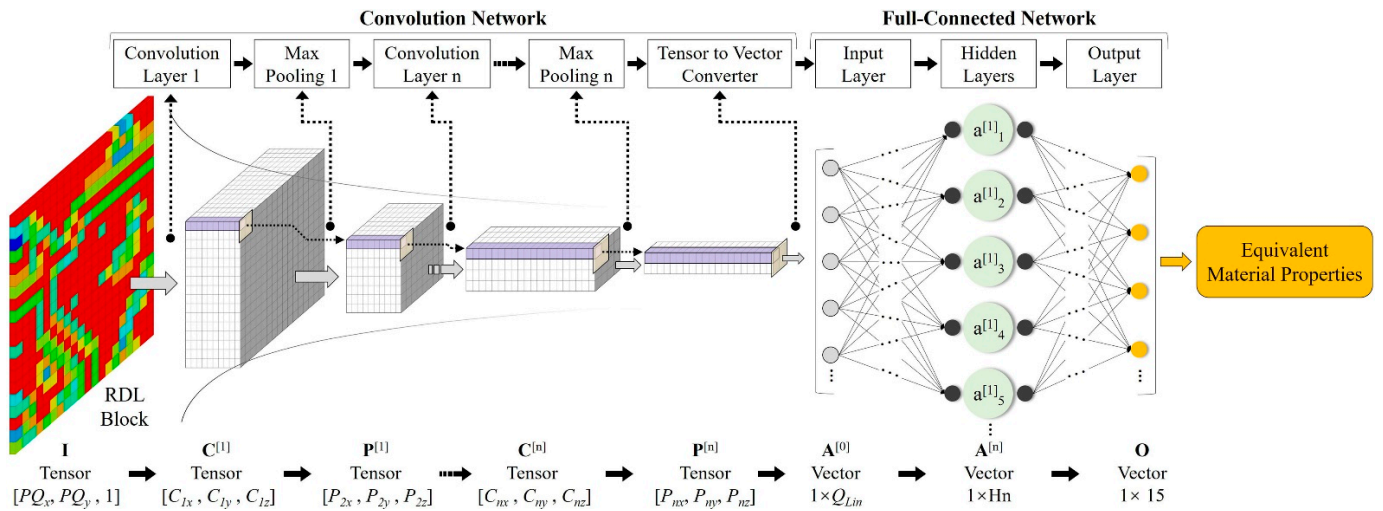 Convolution Network
Full-Connected Network
Convolution
Layer 1
Max
Pooling 1
Convolution
Layer n
Max
Pooling n
Tensor to Vector
Converter
Input
Layer
Hidden
Layers
Output
Layer
a[1]1
a[1]2
a[1]3
a[1]4
a[1]5
Equivalent
Material Properties
RDL
Block
I
Tensor
[PQx, PQy , 1]
C[1]
Tensor
[C1x , C1y , C1z]
P[1]
Tensor
[P2x , P2y , P2z]
C[n]
Tensor
[Cnx , Cny , Cnz]
P[n]
Tensor
[Pnx, Pny, Pnz]
A[0]
Vector
1×QLin
A[n]
Vector
1×Hn
O
Vector
1× 15